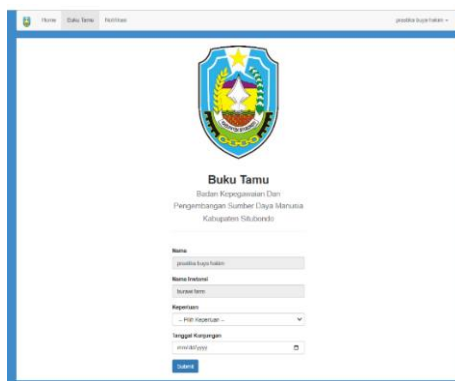 Home Buku Tamu Notifikasi
Buku Tamu
Badan Kepegawaian Dan
Pengembangan Sumber Daya Manusia
Kabupaten Situbondo
Nama
Nama Instansi
Keperluan
-- Pilih Keperluan --
Tanggal Kunjungan
mm/dd/yyyy
Submit